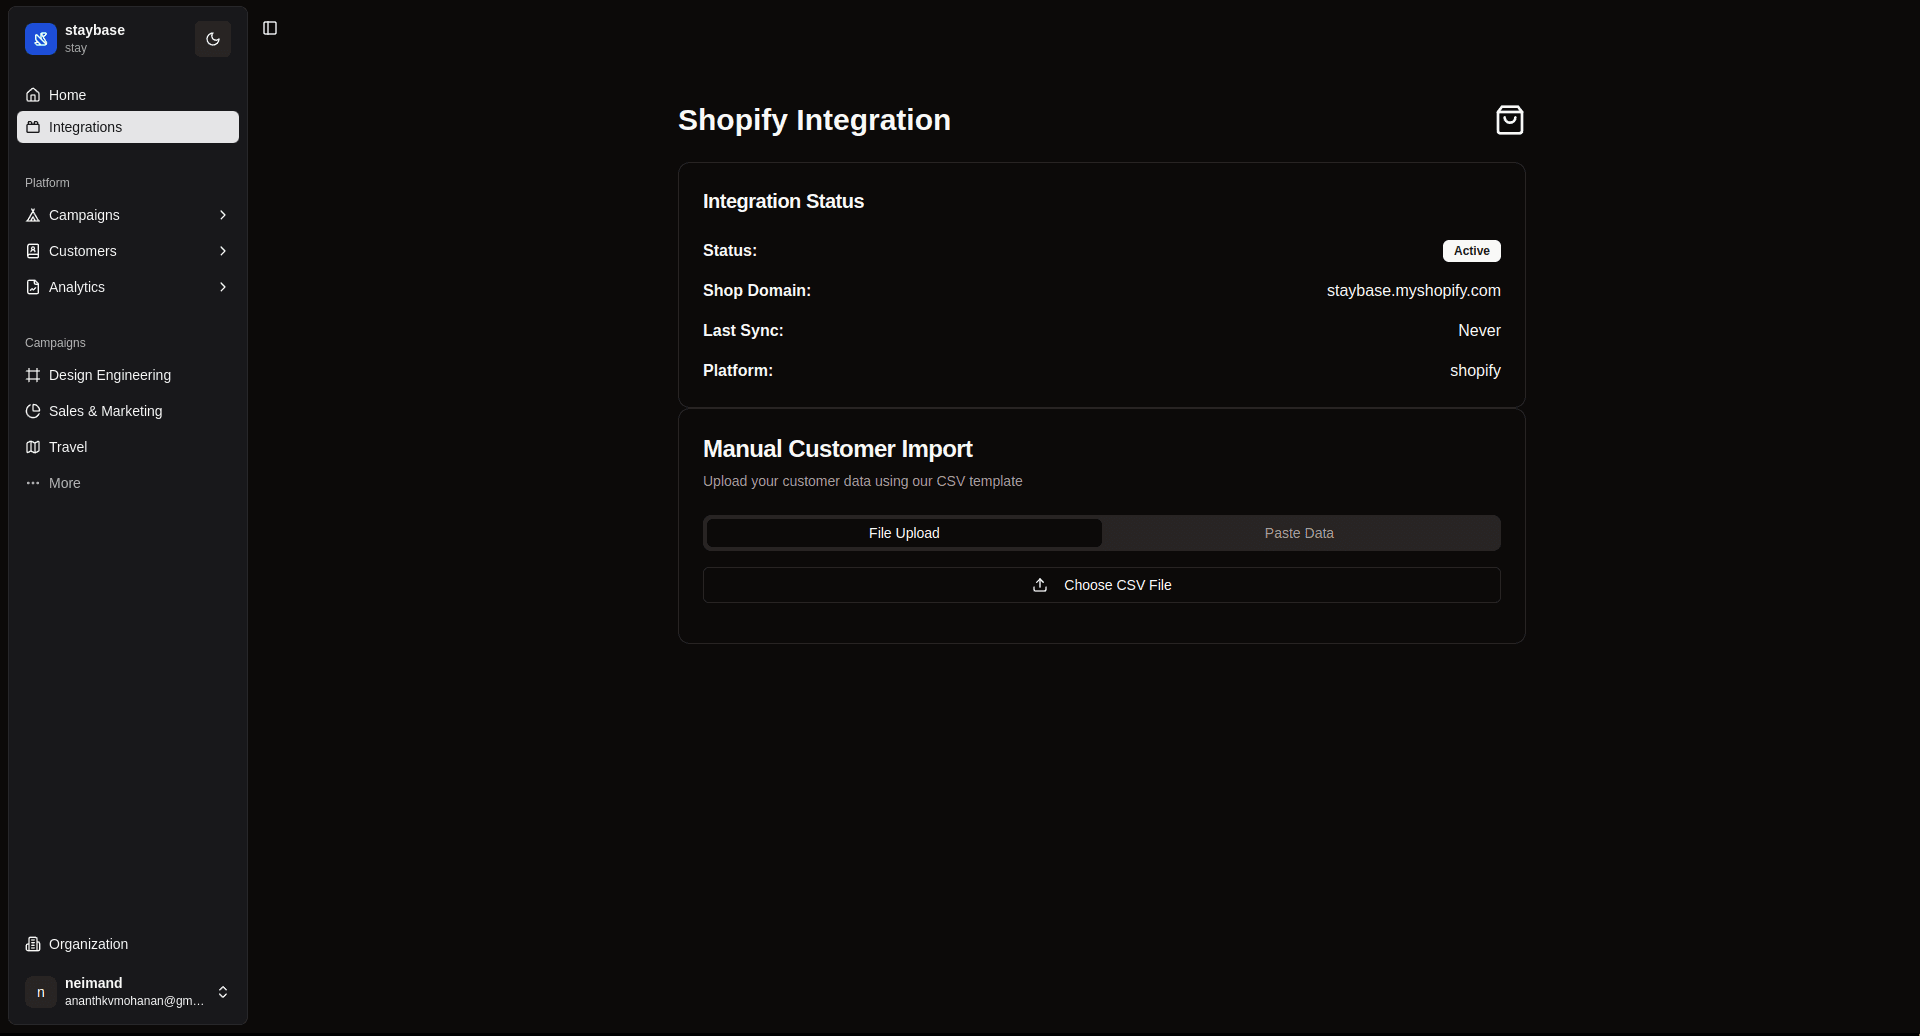 staybase
stay
Home
Integrations
Platform
Campaigns
Customers
Analytics
Campaigns
Design Engineering
Sales & Marketing
Travel
More
Organization
n
neimand
ananthkvmohanan@gm...
Shopify Integration
Integration Status
Status: Active
Shop Domain: staybase.myshopify.com
Last Sync: Never
Platform: shopify
Manual Customer Import
Upload your customer data using our CSV template
File Upload Paste Data
Choose CSV File